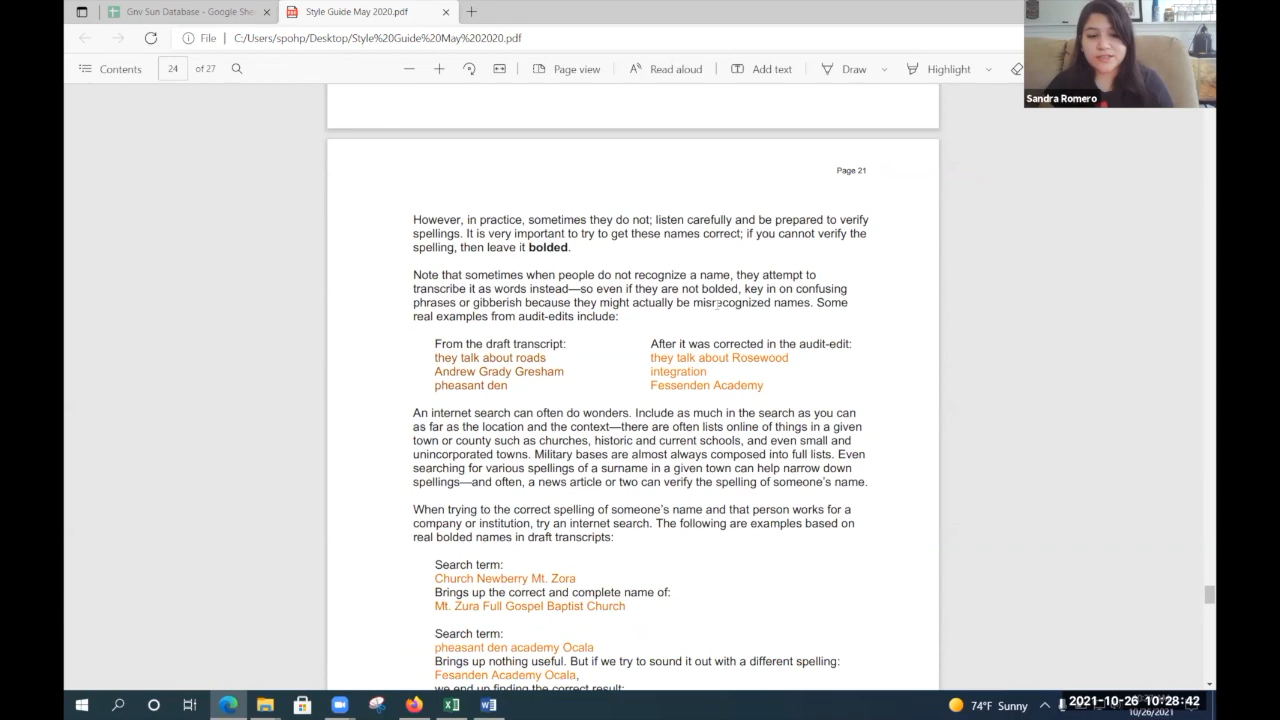 Gnv Sun Database - Google She
Style Guide May 2020.pdf
File
C:/Users/spohp/Desktop/Style%20Guide%20May%202020.pdf
Contents
24 of 27
Page view
Read aloud
Add text
Draw
Highlight
Sandra Romero
Page 21
However, in practice, sometimes they do not; listen carefully and be prepared to verify
spellings. It is very important to try to get these names correct; if you cannot verify the
spelling, then leave it bolded.
Note that sometimes when people do not recognize a name, they attempt to
transcribe it as words instead—so even if they are not bolded, key in on confusing
phrases or gibberish because they might actually be misrecognized names. Some
real examples from audit-edits include:
From the draft transcript:
they talk about roads
Andrew Grady Gresham
pheasant den
After it was corrected in the audit-edit:
they talk about Rosewood
integration
Fessenden Academy
An internet search can often do wonders. Include as much in the search as you can
as far as the location and the context—there are often lists online of things in a given
town or county such as churches, historic and current schools, and even small and
unincorporated towns. Military bases are almost always composed into full lists. Even
searching for various spellings of a surname in a given town can help narrow down
spellings—and often, a news article or two can verify the spelling of someone's name.
When trying to the correct spelling of someone's name and that person works for a
company or institution, try an internet search. The following are examples based on
real bolded names in draft transcripts:
Search term:
Church Newberry Mt. Zora
Brings up the correct and complete name of:
Mt. Zura Full Gospel Baptist Church
Search term:
pheasant den academy Ocala
Brings up nothing useful. But if we try to sound it out with a different spelling:
Fesanden Academy Ocala,
we end up finding the correct result:
74°F Sunny
2021-10-26 10:28:42
10/26/2021